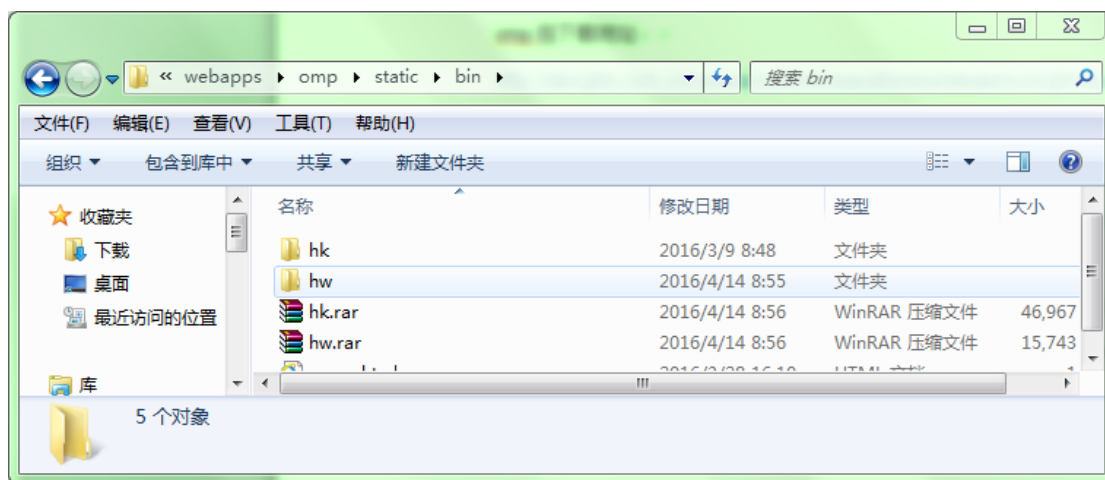 « webapps ▸ omp ▸ static ▸ bin ▸
搜索 bin
文件(F) 编辑(E) 查看(V) 工具(T) 帮助(H)
组织 包含到库中 共享 新建文件夹
名称 修改日期 类型 大小
收藏夹
下载
桌面
最近访问的位置
库
hk 2016/3/9 8:48 文件夹
hw 2016/4/14 8:55 文件夹
hk.rar 2016/4/14 8:56 WinRAR 压缩文件 46,967
hw.rar 2016/4/14 8:56 WinRAR 压缩文件 15,743
5 个对象